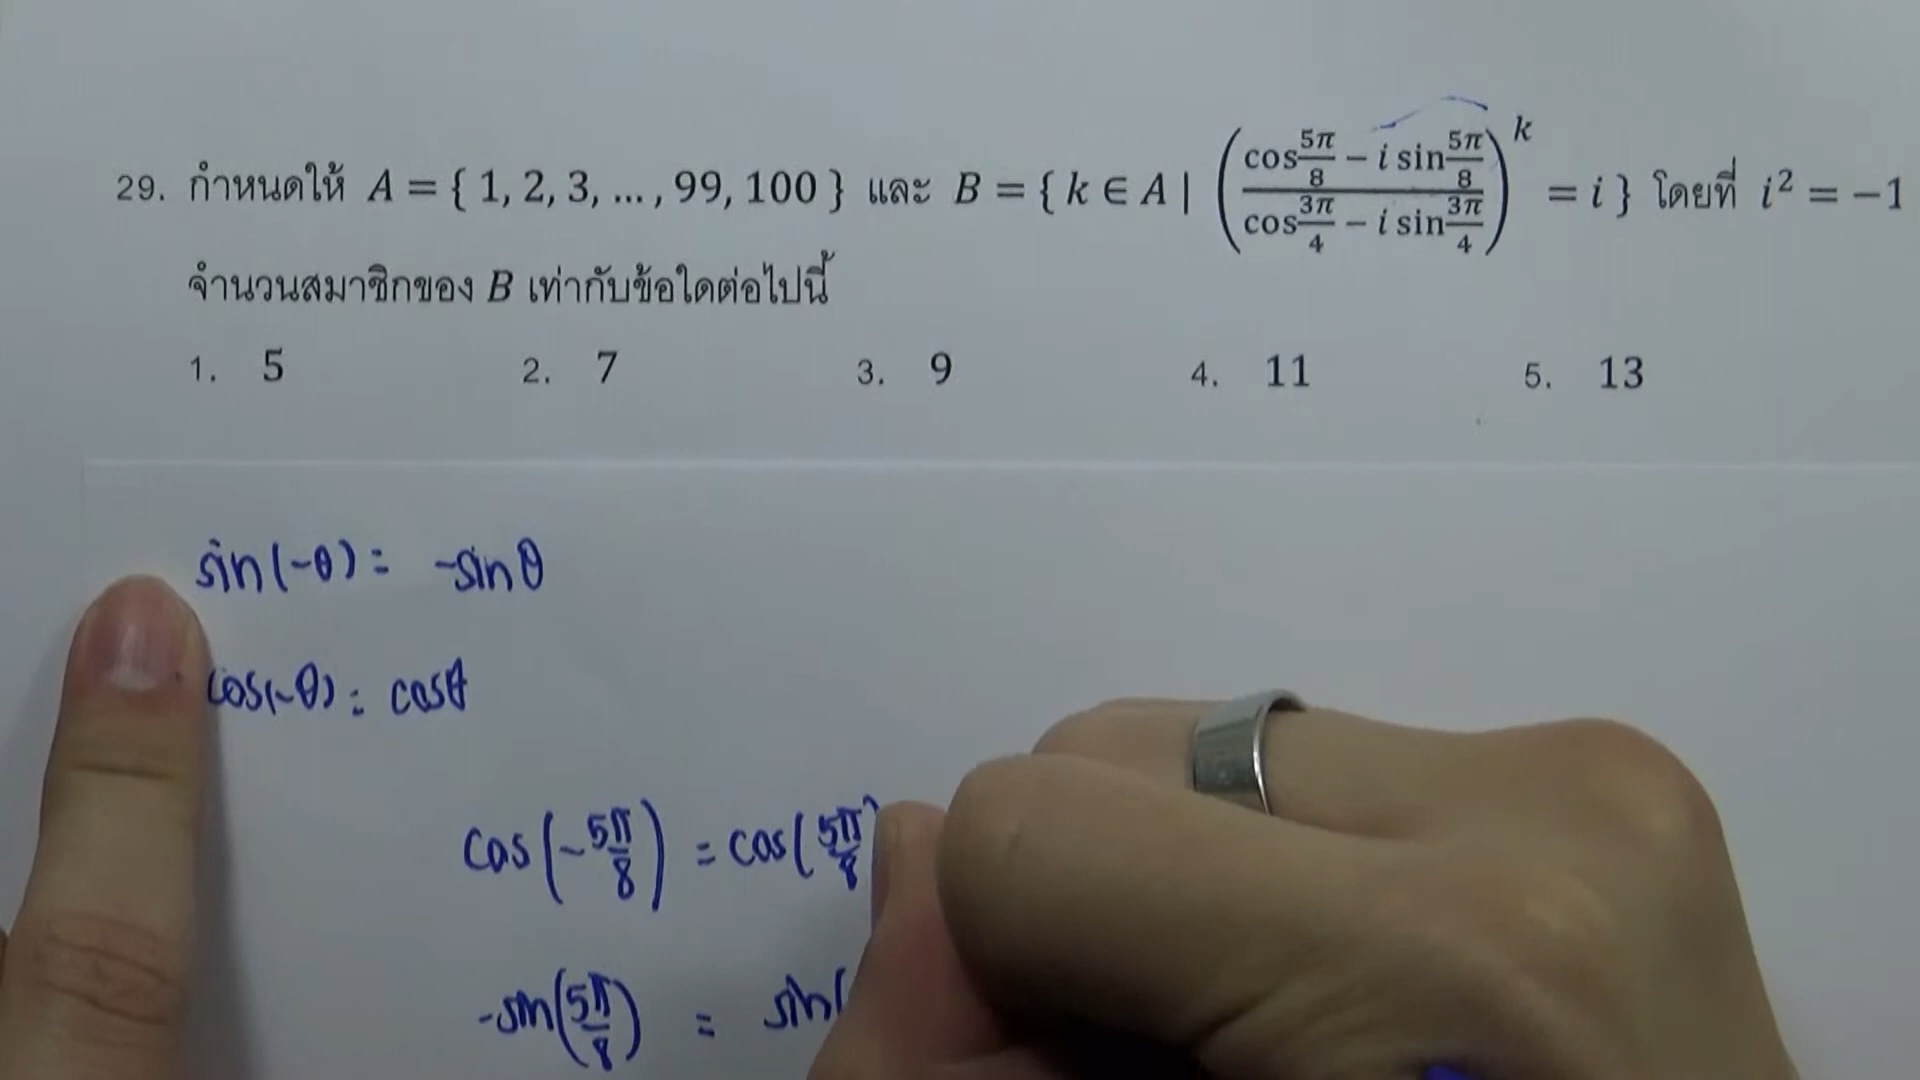 29. กำหนดให้ A = { 1, 2, 3, ... , 99, 100 } และ B = { k ∈ A | ( (cos 5π/8 − i sin 5π/8) / (cos 3π/4 − i sin 3π/4) )^k = i } โดยที่ i² = −1
จำนวนสมาชิกของ B เท่ากับข้อใดต่อไปนี้
1. 5 2. 7 3. 9 4. 11 5. 13
sin(-θ) = -sin θ
cos(-θ) = cosθ
cos(-5π/8) = cos(5π/8
-sin(5π/8) = sin(